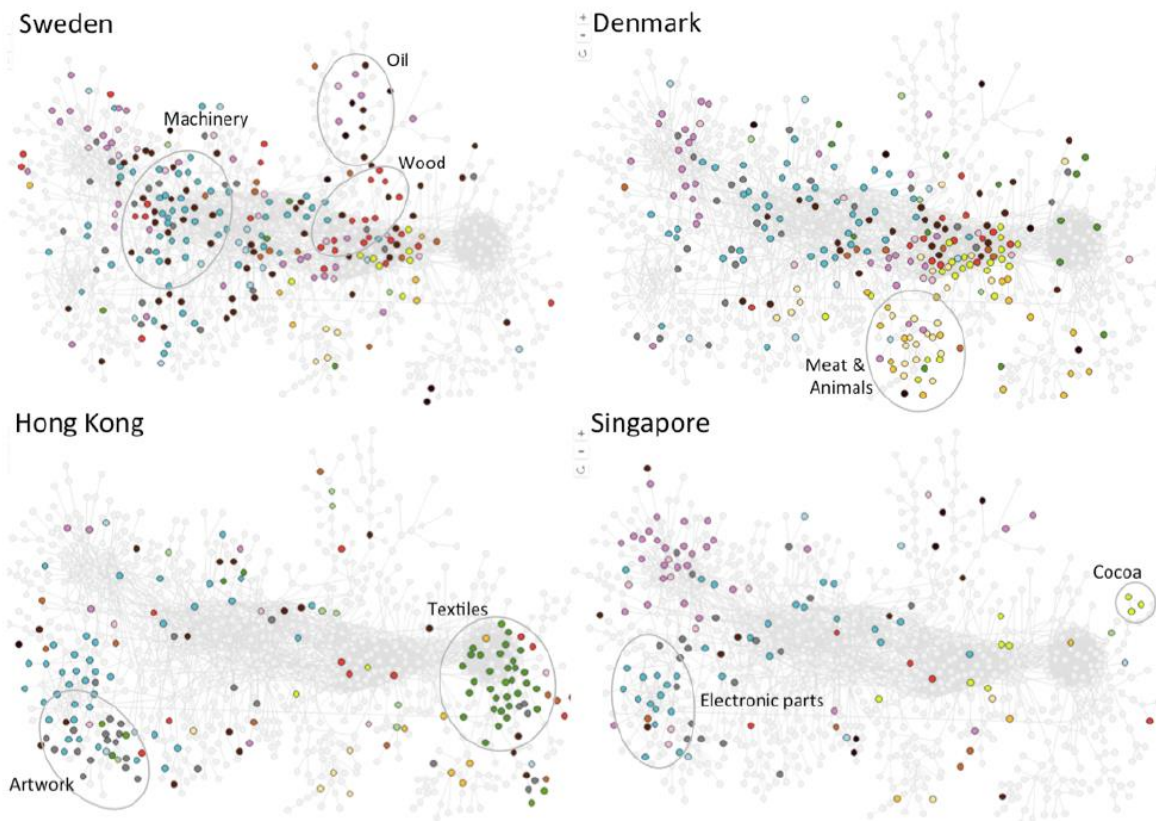 Sweden
Oil
Machinery
Wood
Denmark
+
-
Meat &
Animals
Hong Kong
Textiles
Artwork
Singapore
+
-
Cocoa
Electronic parts